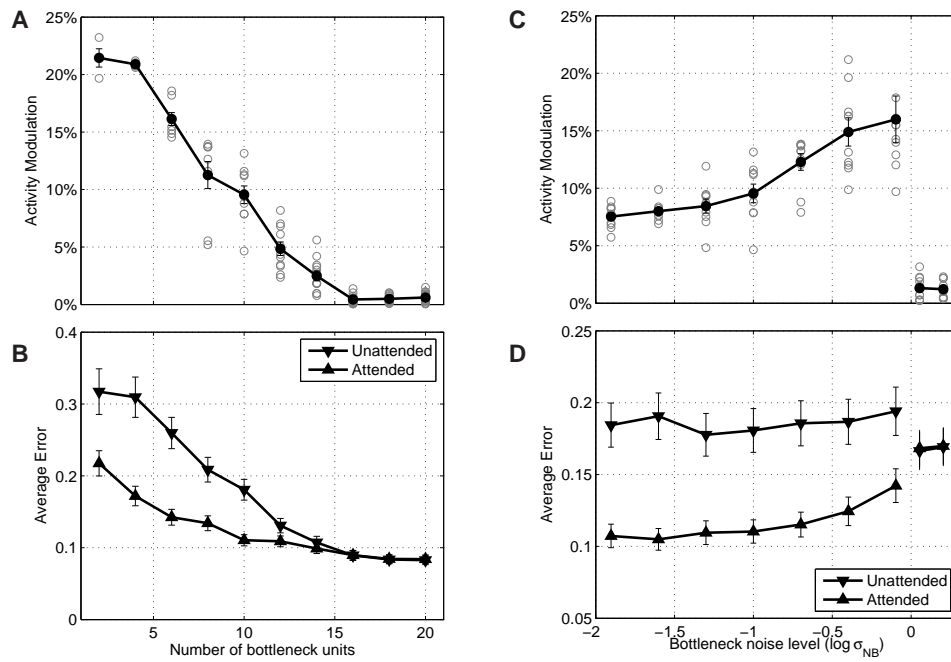 A
25%
20%
15%
10%
5%
0%
Activity Modulation
B
0.4
0.3
0.2
0.1
0
Average Error
Unattended
Attended
5
10
15
20
Number of bottleneck units
C
25%
20%
15%
10%
5%
0%
Activity Modulation
D
0.25
0.2
0.15
0.1
0.05
Average Error
Unattended
Attended
−2
−1.5
−1
−0.5
0
Bottleneck noise level (log σNB)